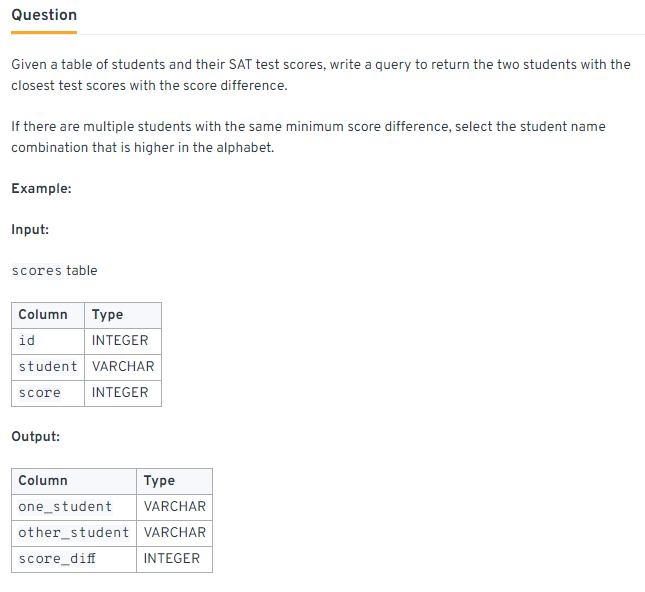 Question
Given a table of students and their SAT test scores, write a query to return the two students with the
closest test scores with the score difference.
If there are multiple students with the same minimum score difference, select the student name
combination that is higher in the alphabet.
Example:
Input:
scores table
Column Type
id INTEGER
student VARCHAR
score INTEGER
Output:
Column Type
one_student VARCHAR
other_student VARCHAR
score_diff INTEGER